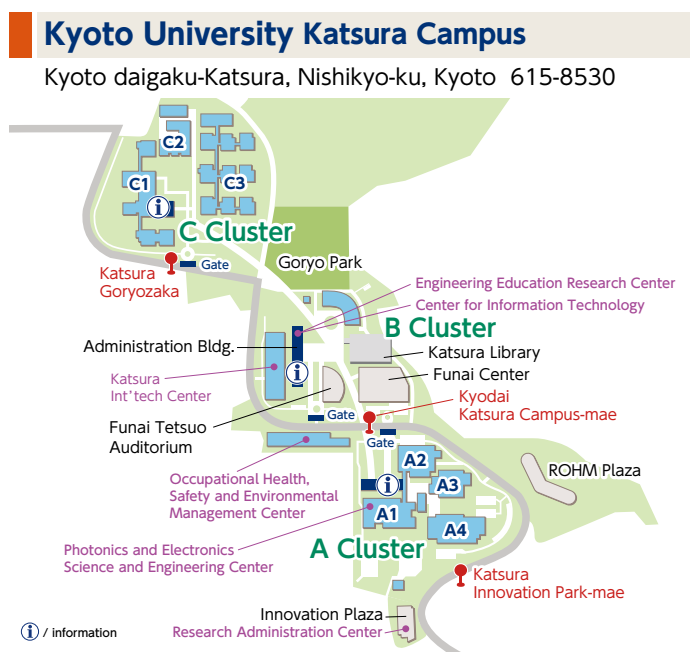 Kyoto University Katsura Campus
Kyoto daigaku-Katsura, Nishikyo-ku, Kyoto 615-8530
C2
C1
C3
i
C Cluster
Katsura
Goryozaka
Gate
Goryo Park
Engineering Education Research Center
Center for Information Technology
B Cluster
Administration Bldg.
Katsura Library
Funai Center
i
Katsura
Int'tech Center
Kyodai
Katsura Campus-mae
Funai Tetsuo
Auditorium
Gate
Gate
A2
ROHM Plaza
Occupational Health,
Safety and Environmental
Management Center
i
A3
A1
A4
Photonics and Electronics
Science and Engineering Center
A Cluster
Katsura
Innovation Park-mae
Innovation Plaza
Research Administration Center
i / information